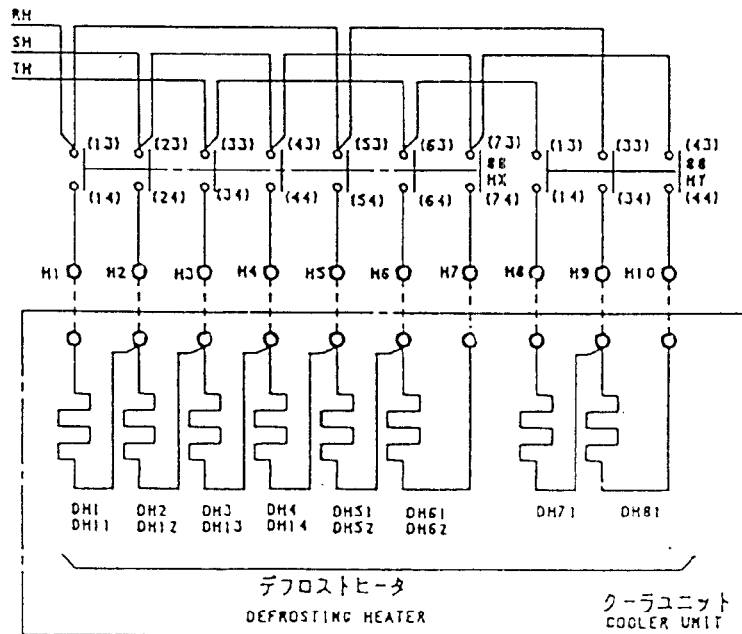 RH
SH
TH
(13) (23) (33) (43) (53) (63) (73) (13) (33) (43)
88 88
HX HY
(14) (24) (34) (44) (54) (64) (74) (14) (34) (44)
H1 H2 H3 H4 H5 H6 H7 H8 H9 H10
DH1 DH2 DH3 DH4 DH51 DH61 DH71 DH81
DH11 DH12 DH13 DH14 DH52 DH62
デフロストヒータ
DEFROSTING HEATER
クーラユニット
COOLER UNIT